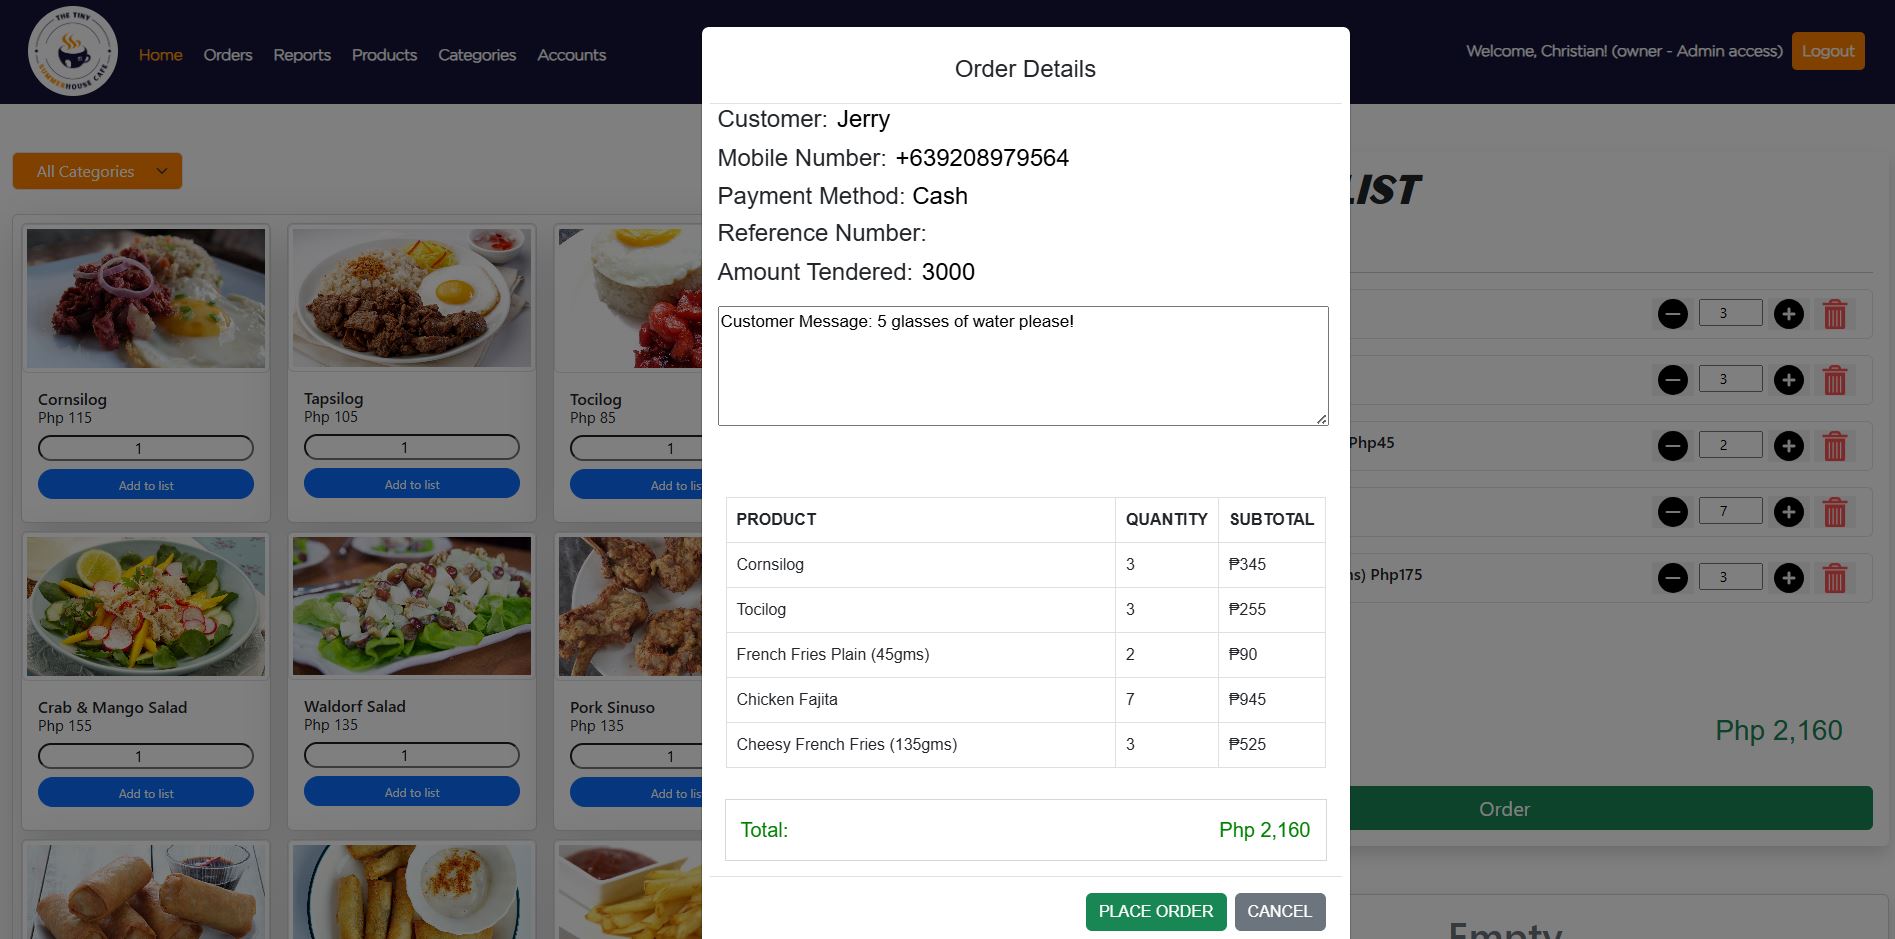 THE TINY
SUMMERHOUSE CAFE
Home Orders Reports Products Categories Accounts
Welcome, Christian! (owner - Admin access) Logout
All Categories
Cornsilog
Php 115
1
Add to list
Tapsilog
Php 105
1
Add to list
Tocilog
Php 85
1
Add to lis
Crab & Mango Salad
Php 155
1
Add to list
Waldorf Salad
Php 135
1
Add to list
Pork Sinuso
Php 135
1
Add to lis
Order Details
Customer: Jerry
Mobile Number: +639208979564
Payment Method: Cash
Reference Number:
Amount Tendered: 3000
Customer Message: 5 glasses of water please!
PRODUCT QUANTITY SUBTOTAL
Cornsilog 3 ₱345
Tocilog 3 ₱255
French Fries Plain (45gms) 2 ₱90
Chicken Fajita 7 ₱945
Cheesy French Fries (135gms) 3 ₱525
Total: Php 2,160
PLACE ORDER CANCEL
LIST
3
3
Php45 2
7
s) Php175 3
Php 2,160
Order
Empty